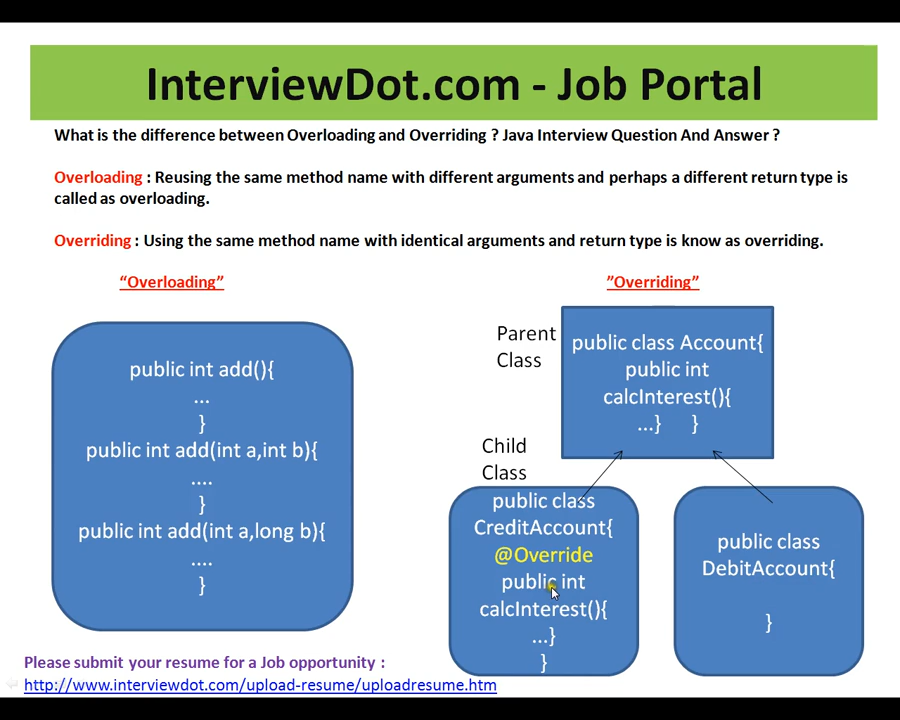 InterviewDot.com - Job Portal
What is the difference between Overloading and Overriding ? Java Interview Question And Answer ?
Overloading : Reusing the same method name with different arguments and perhaps a different return type is
called as overloading.
Overriding : Using the same method name with identical arguments and return type is know as overriding.
“Overloading”
public int add(){
...
}
public int add(int a,int b){
....
}
public int add(int a,long b){
....
}
”Overriding”
Parent
Class
public class Account{
public int
calcInterest(){
...} }
Child
Class
public class
CreditAccount{
@Override
public int
calcInterest(){
...}
}
public class
DebitAccount{
}
Please submit your resume for a Job opportunity :
http://www.interviewdot.com/upload-resume/uploadresume.htm